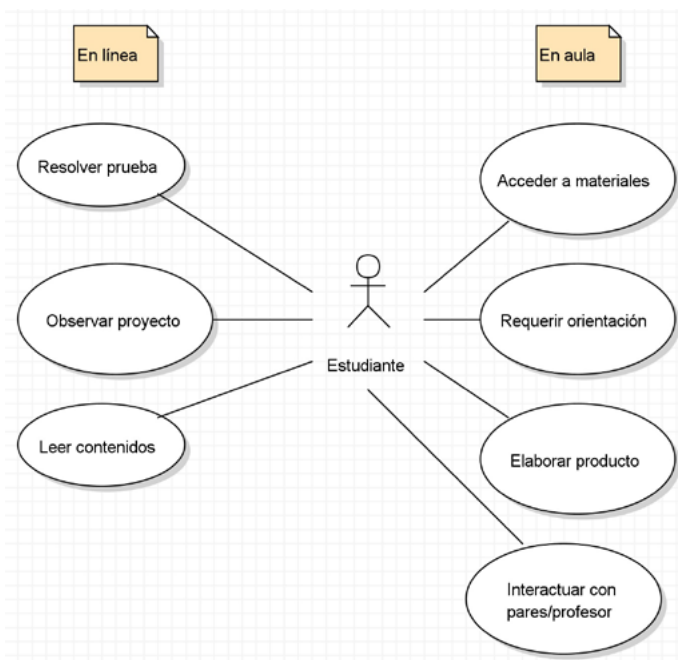 En línea
En aula
Resolver prueba
Acceder a materiales
Observar proyecto
Requerir orientación
Estudiante
Leer contenidos
Elaborar producto
Interactuar con
pares/profesor